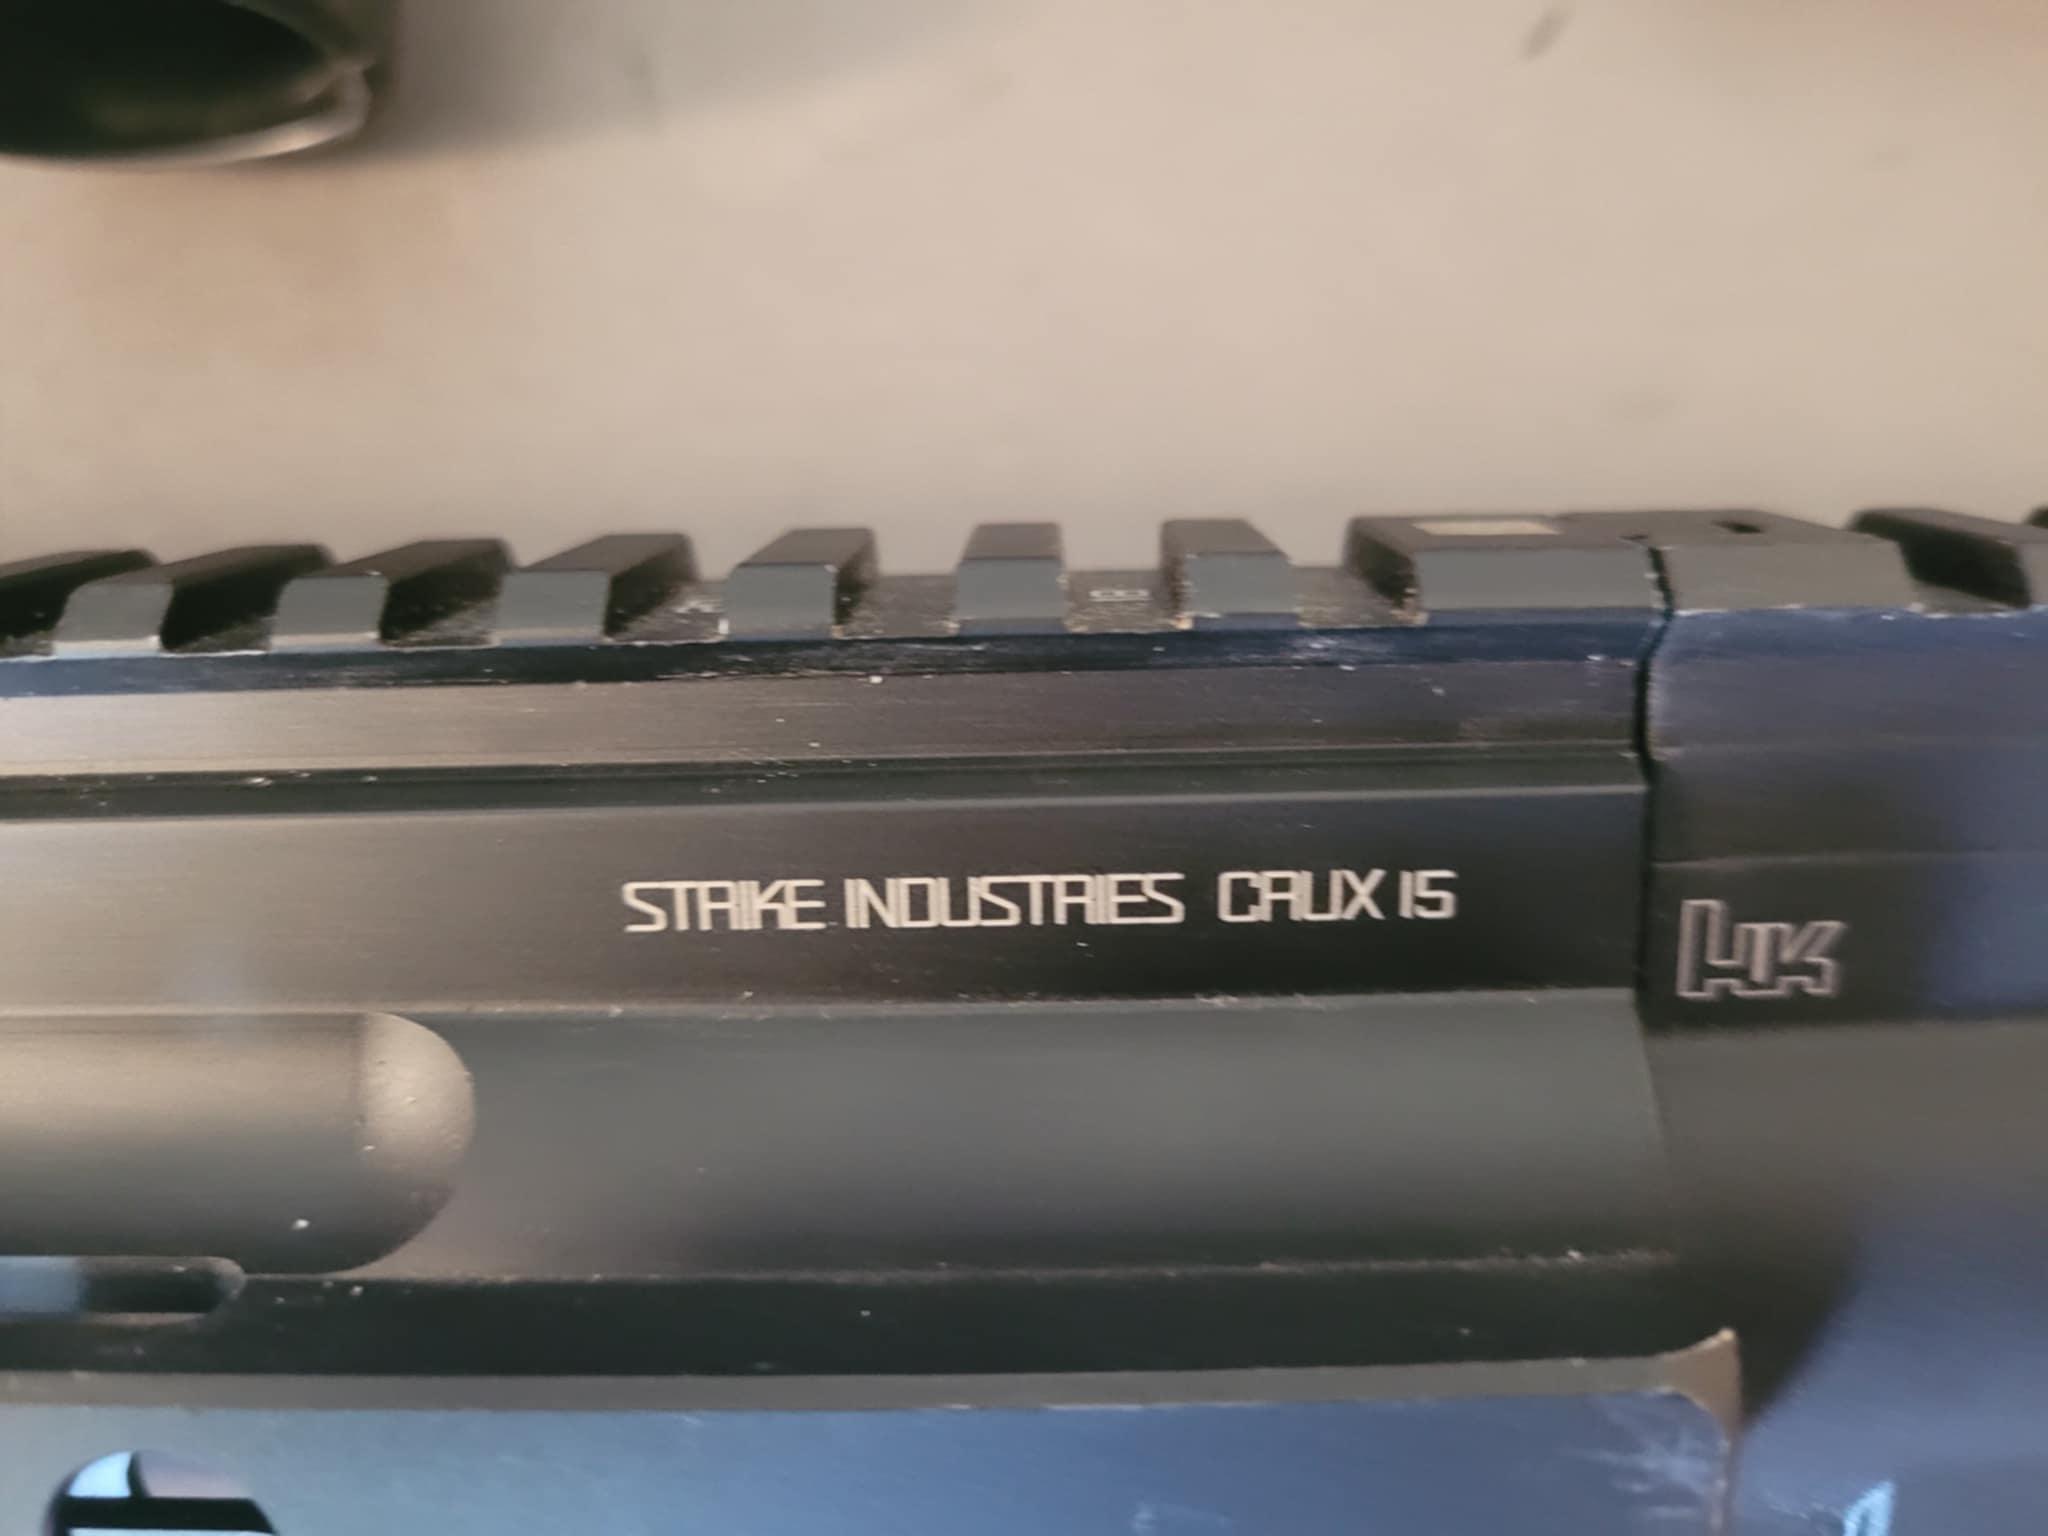 STRIKE INDUSTRIES CRUX 15
HK